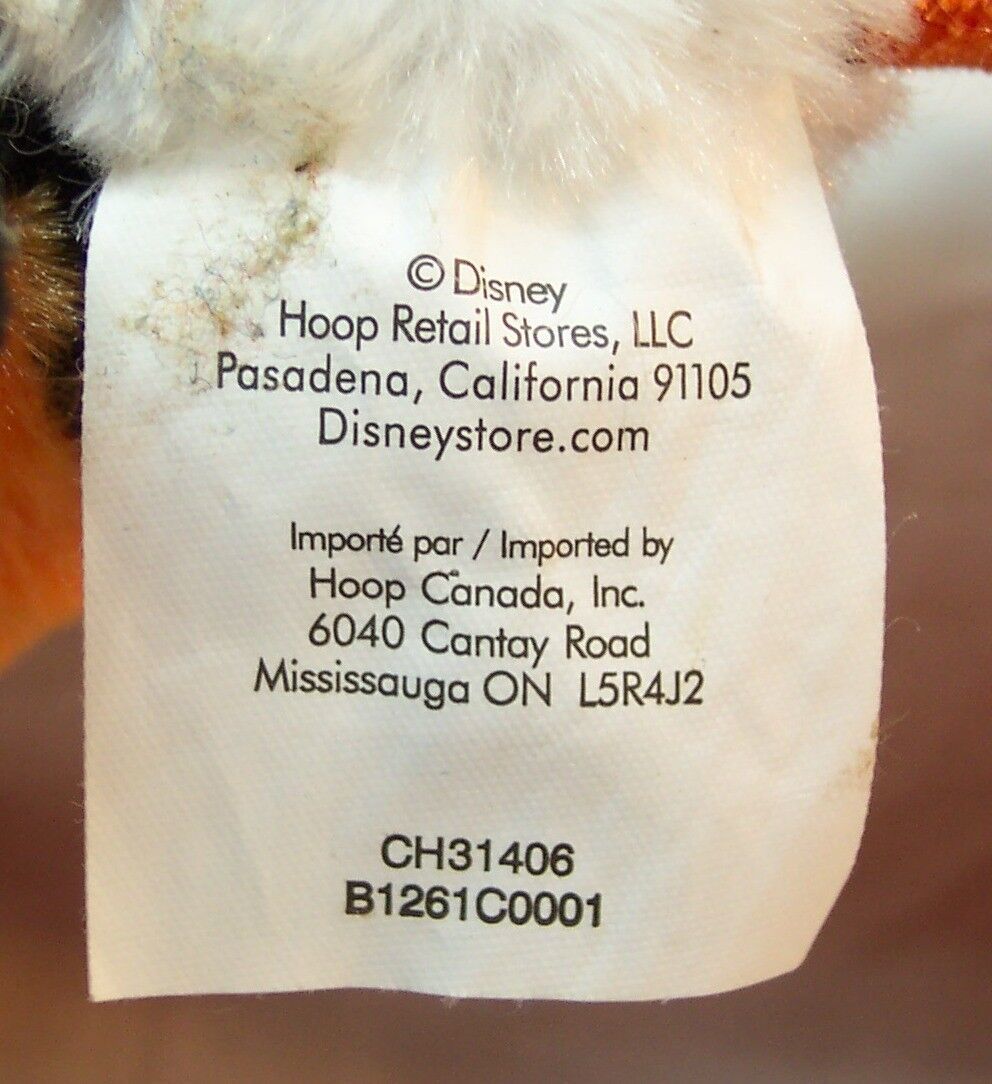 © Disney
Hoop Retail Stores, LLC
Pasadena, California 91105
Disneystore.com
Importé par / Imported by
Hoop Canada, Inc.
6040 Cantay Road
Mississauga ON L5R4J2
CH31406
B1261C0001